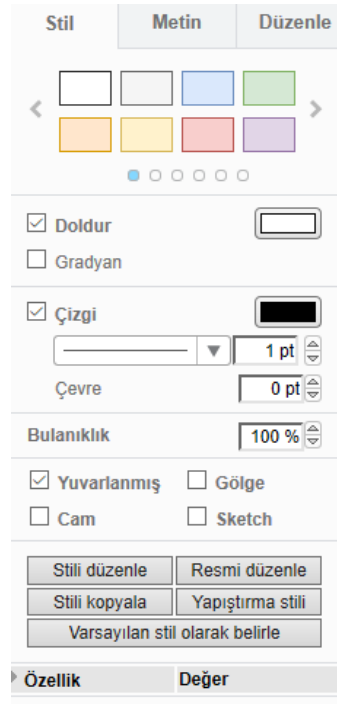 Stil Metin Düzenle
Doldur
Gradyan
Çizgi
1 pt
Çevre 0 pt
Bulanıklık 100 %
Yuvarlanmış Gölge
Cam Sketch
Stili düzenle Resmi düzenle
Stili kopyala Yapıştırma stili
Varsayılan stil olarak belirle
Özellik Değer